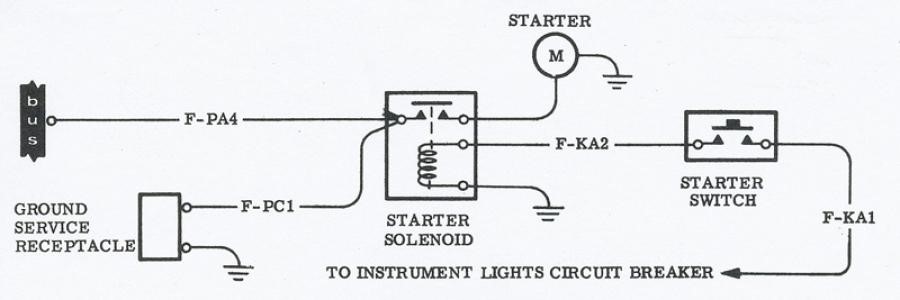 STARTER
M
bus
F-PA4
F-KA2
STARTER
SWITCH
GROUND
SERVICE
RECEPTACLE
F-PC1
STARTER
SOLENOID
F-KA1
TO INSTRUMENT LIGHTS CIRCUIT BREAKER